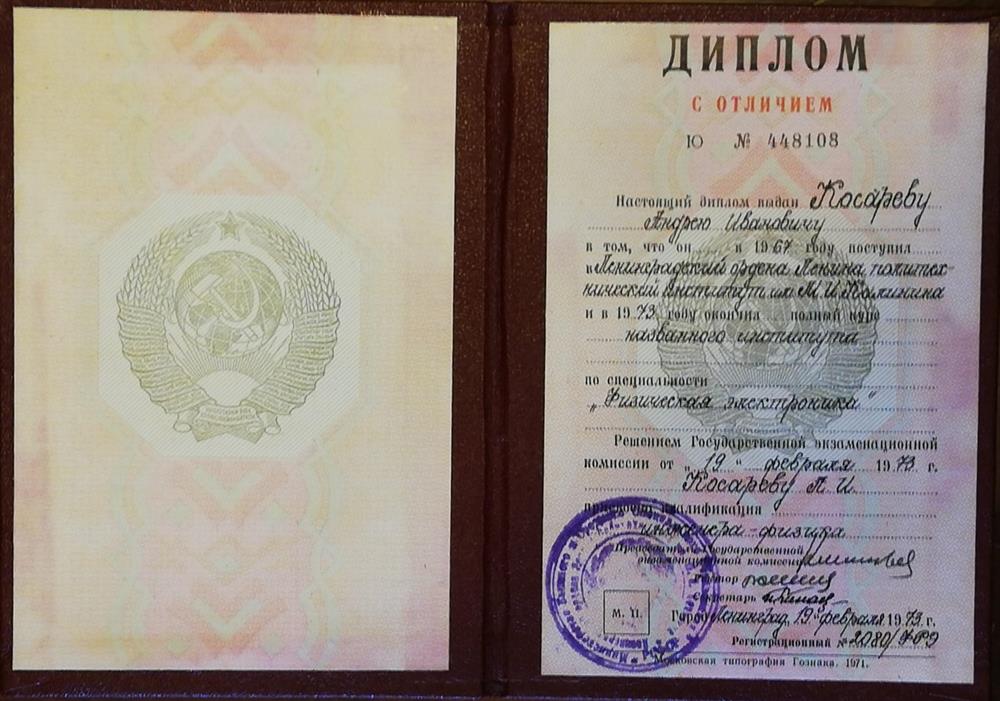 ДИПЛОМ
С ОТЛИЧИЕМ
Ю № 448108
Настоящий диплом выдан Косареву
Андрею Ивановичу
в том, что он в 1967 году поступил
в Ленинградский ордена Ленина политех-
нический институт им М.И.Калинина
и в 1973 году окончил полный курс
названного института
по специальности
„Физическая электроника“
Решением Государственной экзаменационной
комиссии от „19“ февраля 1973 г.
Косареву А. И.
присвоена квалификация
инженера-физика
Председатель Государственной
экзаменационной комиссии
Ректор
Секретарь
М. П.
Город Ленинград, 19 февраля 1973 г.
Регистрационный № 2080/
Московская типография Гознака. 1971.